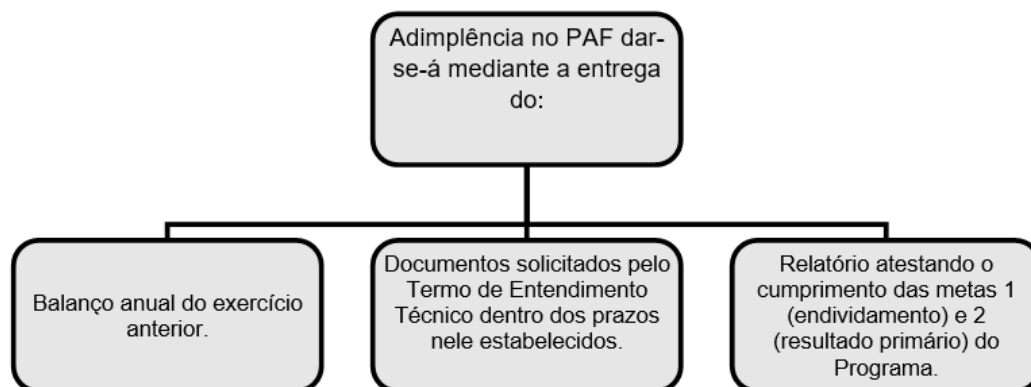 Adimplência no PAF dar-
se-á mediante a entrega
do:
Balanço anual do exercício
anterior.
Documentos solicitados pelo
Termo de Entendimento
Técnico dentro dos prazos
nele estabelecidos.
Relatório atestando o
cumprimento das metas 1
(endividamento) e 2
(resultado primário) do
Programa.